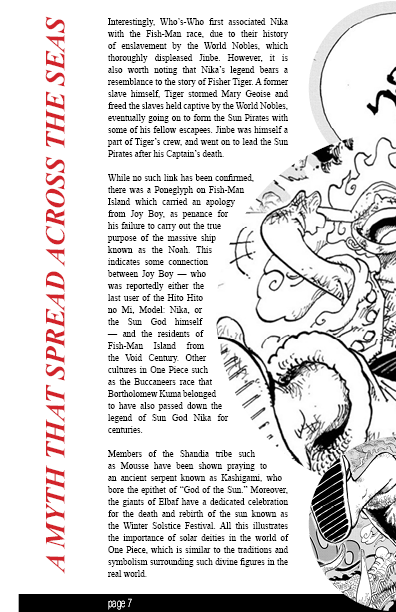 A MYTH THAT SPREAD ACROSS THE SEAS
Interestingly, Who's-Who first associated Nika
with the Fish-Man race, due to their history
of enslavement by the World Nobles, which
thoroughly displeased Jinbe. However, it is
also worth noting that Nika's legend bears a
resemblance to the story of Fisher Tiger. A former
slave himself, Tiger stormed Mary Geoise and
freed the slaves held captive by the World Nobles,
eventually going on to form the Sun Pirates with
some of his fellow escapees. Jinbe was himself a
part of Tiger's crew, and went on to lead the Sun
Pirates after his Captain's death.
While no such link has been confirmed,
there was a Poneglyph on Fish-Man
Island which carried an apology
from Joy Boy, as penance for
his failure to carry out the true
purpose of the massive ship
known as the Noah. This
indicates some connection
between Joy Boy — who
was reportedly either the
last user of the Hito Hito
no Mi, Model: Nika, or
the Sun God himself
— and the residents of
Fish-Man Island from
the Void Century. Other
cultures in One Piece such
as the Buccaneers race that
Bortholomew Kuma belonged
to have also passed down the
legend of Sun God Nika for
centuries.
Members of the Shandia tribe such
as Mousse have been shown praying to
an ancient serpent known as Kashigami, who
bore the epithet of "God of the Sun." Moreover,
the giants of Elbaf have a dedicated celebration
for the death and rebirth of the sun known as
the Winter Solstice Festival. All this illustrates
the importance of solar deities in the world of
One Piece, which is similar to the traditions and
symbolism surrounding such divine figures in the
real world.
page 7